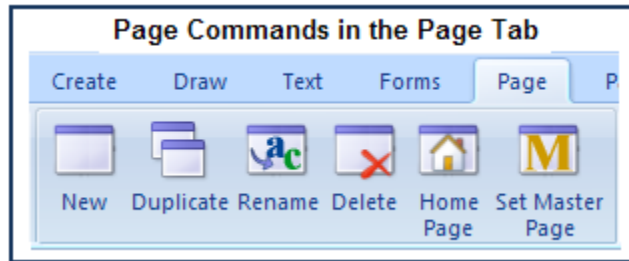 Page Commands in the Page Tab
Create Draw Text Forms Page P
ac
M
New Duplicate Rename Delete Home Set Master
Page Page